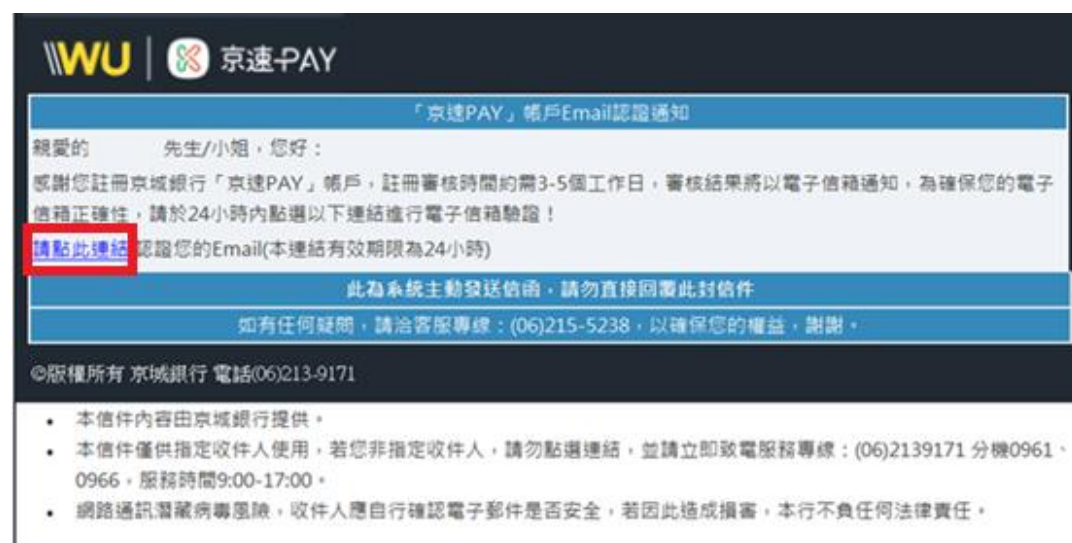 WU | 京速PAY
「京速PAY」帳戶Email認證通知
親愛的 先生/小姐，您好：
感謝您註冊京城銀行「京速PAY」帳戶，註冊審核時間約需3-5個工作日，審核結果將以電子信箱通知，為確保您的電子
信箱正確性，請於24小時內點選以下連結進行電子信箱驗證！
請點此連結 認證您的Email(本連結有效期限為24小時)
此為系統主動發送信函，請勿直接回覆此封信件
如有任何疑問，請洽客服專線：(06)215-5238，以確保您的權益，謝謝。
©版權所有 京城銀行 電話(06)213-9171
• 本信件內容由京城銀行提供。
• 本信件僅供指定收件人使用，若您非指定收件人，請勿點選連結，並請立即致電服務專線：(06)2139171 分機0961、
0966，服務時間9:00-17:00。
• 網路通訊潛藏病毒風險，收件人應自行確認電子郵件是否安全，若因此造成損害，本行不負任何法律責任。